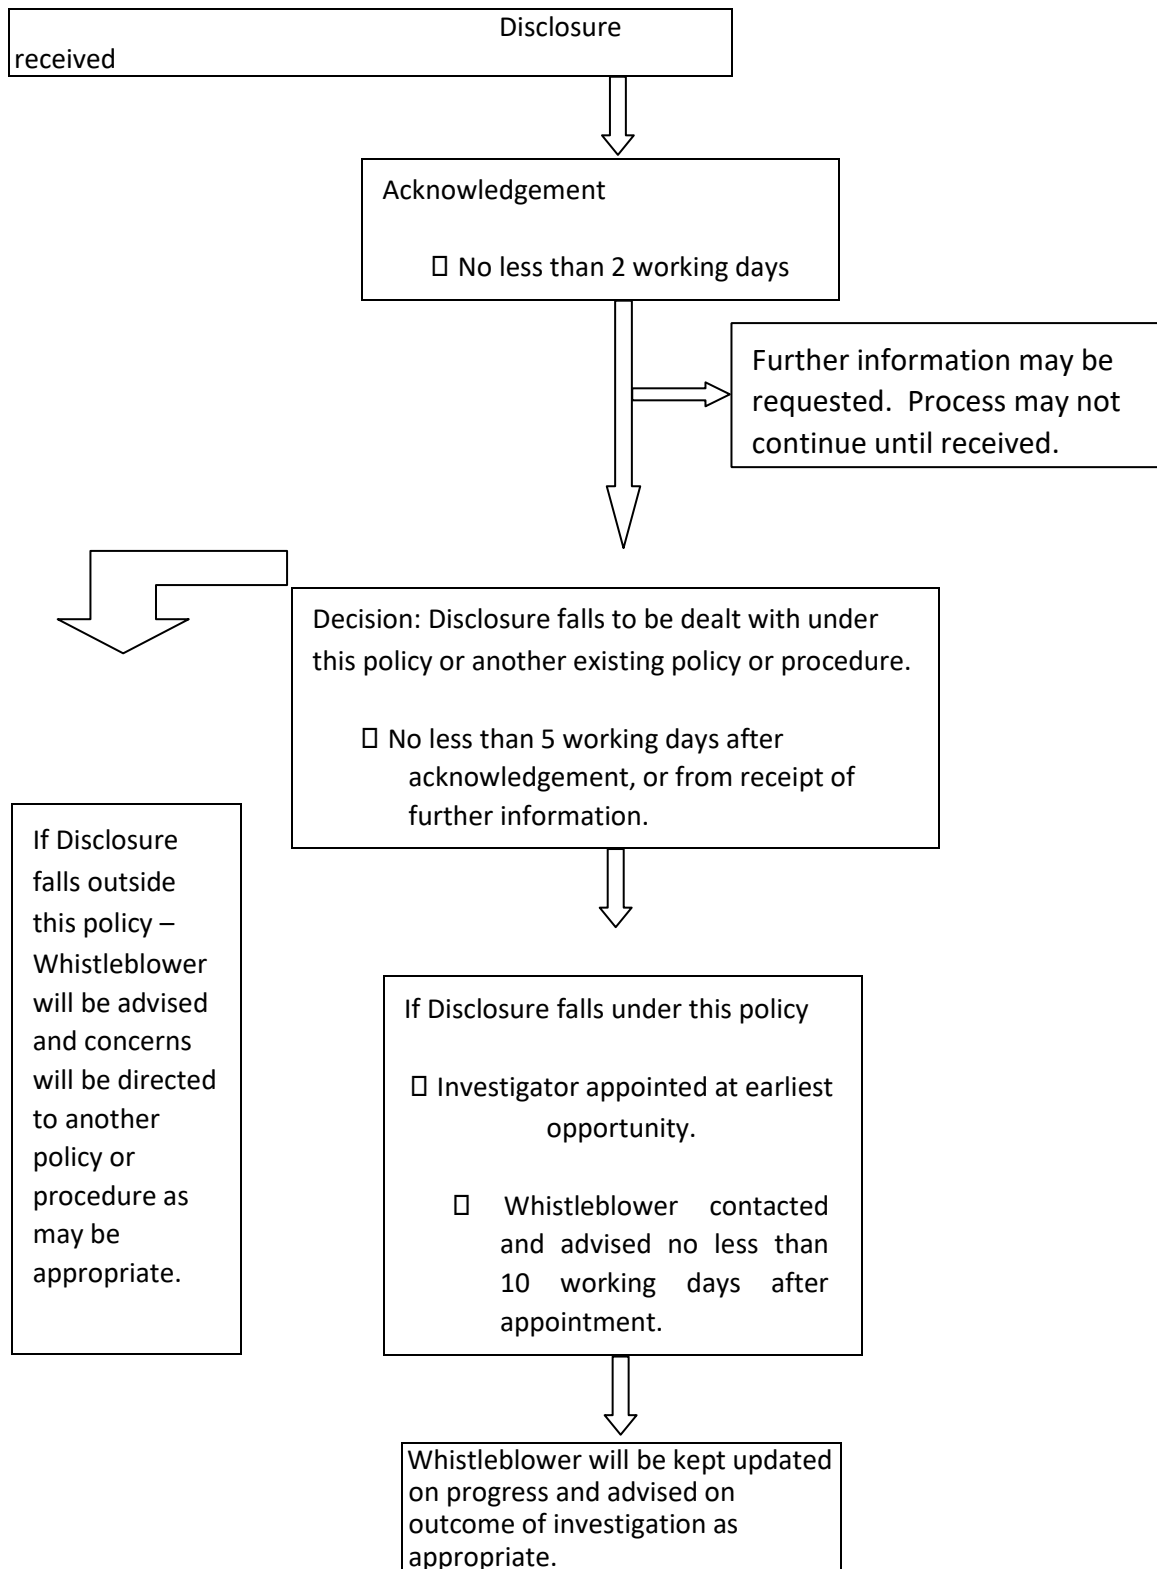 Disclosure
received
Acknowledgement
 No less than 2 working days
Further information may be
requested.  Process may not
continue until received.
Decision: Disclosure falls to be dealt with under
this policy or another existing policy or procedure.
 No less than 5 working days after
acknowledgement, or from receipt of
further information.
If Disclosure
falls outside
this policy –
Whistleblower
will be advised
and concerns
will be directed
to another
policy or
procedure as
may be
appropriate.
If Disclosure falls under this policy
 Investigator appointed at earliest
opportunity.
 Whistleblower contacted
and advised no less than
10 working days after
appointment.
Whistleblower will be kept updated
on progress and advised on
outcome of investigation as
appropriate.